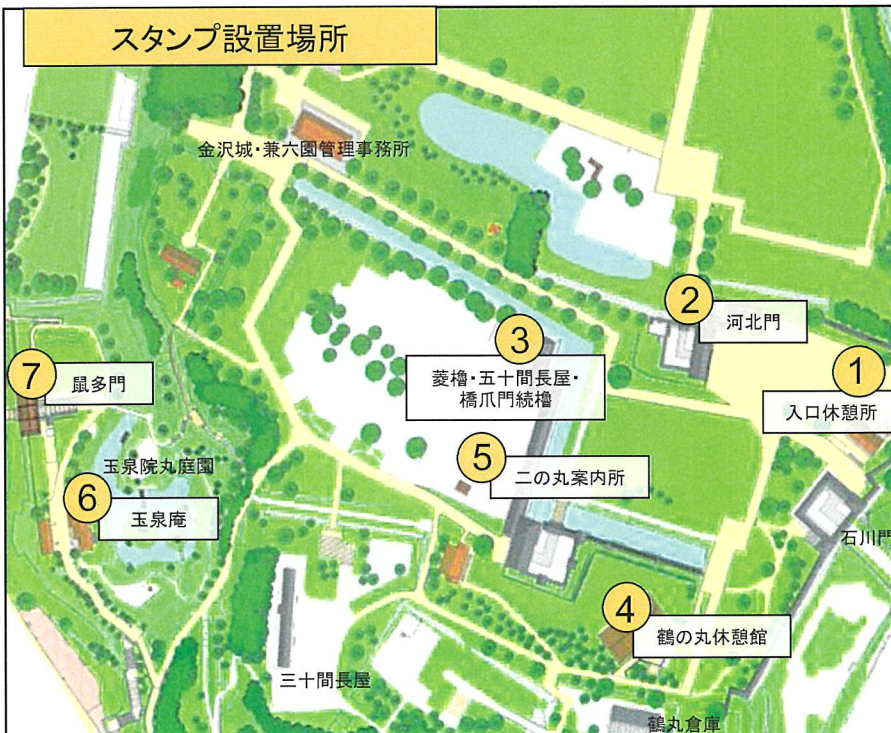 スタンプ設置場所
金沢城・兼六園管理事務所
2
河北門
1
入口休憩所
3
菱櫓・五十間長屋・
橋爪門続櫓
7
鼠多門
玉泉院丸庭園
5
二の丸案内所
6
玉泉庵
石川門
4
鶴の丸休憩館
三十間長屋
鶴丸倉庫